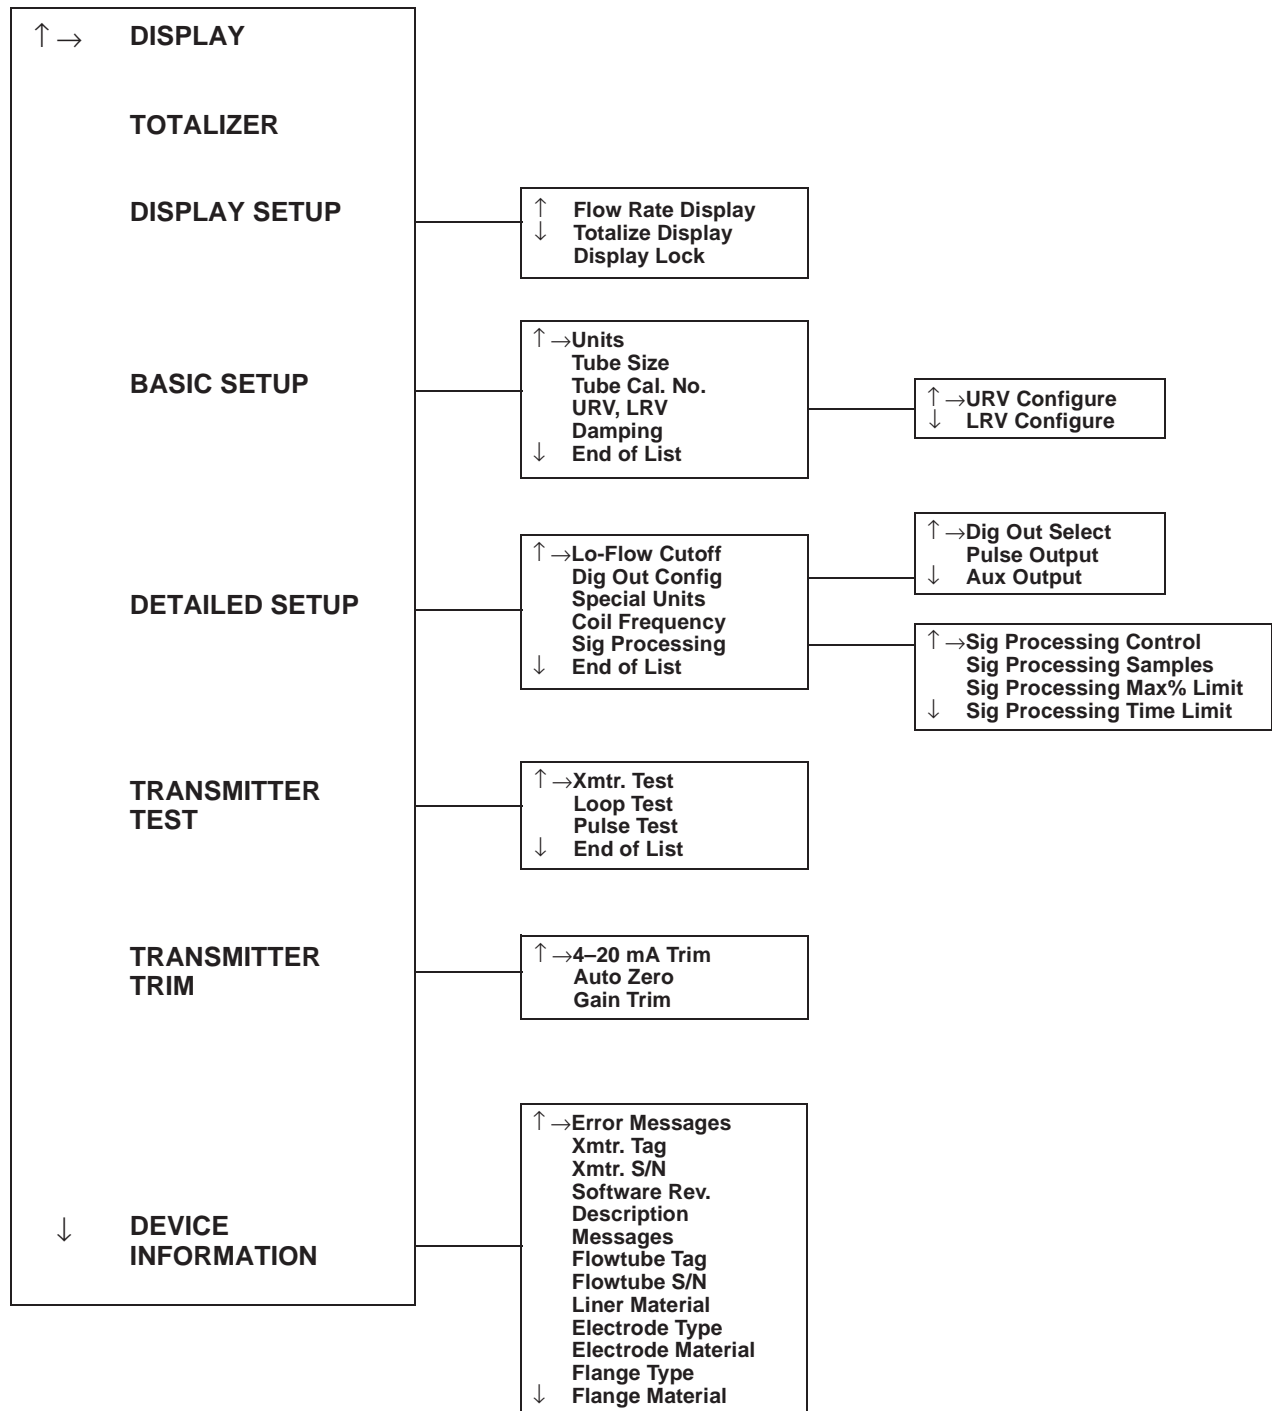 ↑→ DISPLAY
TOTALIZER
DISPLAY SETUP
↑ Flow Rate Display
↓ Totalize Display
Display Lock
BASIC SETUP
↑→Units
Tube Size
Tube Cal. No.
URV, LRV
Damping
↓ End of List
↑→URV Configure
↓ LRV Configure
DETAILED SETUP
↑→Lo-Flow Cutoff
Dig Out Config
Special Units
Coil Frequency
Sig Processing
↓ End of List
↑→Dig Out Select
Pulse Output
↓ Aux Output
↑→Sig Processing Control
Sig Processing Samples
Sig Processing Max% Limit
↓ Sig Processing Time Limit
TRANSMITTER
TEST
↑→Xmtr. Test
Loop Test
Pulse Test
↓ End of List
TRANSMITTER
TRIM
↑→4–20 mA Trim
Auto Zero
Gain Trim
↓ DEVICE
INFORMATION
↑→Error Messages
Xmtr. Tag
Xmtr. S/N
Software Rev.
Description
Messages
Flowtube Tag
Flowtube S/N
Liner Material
Electrode Type
Electrode Material
Flange Type
↓ Flange Material